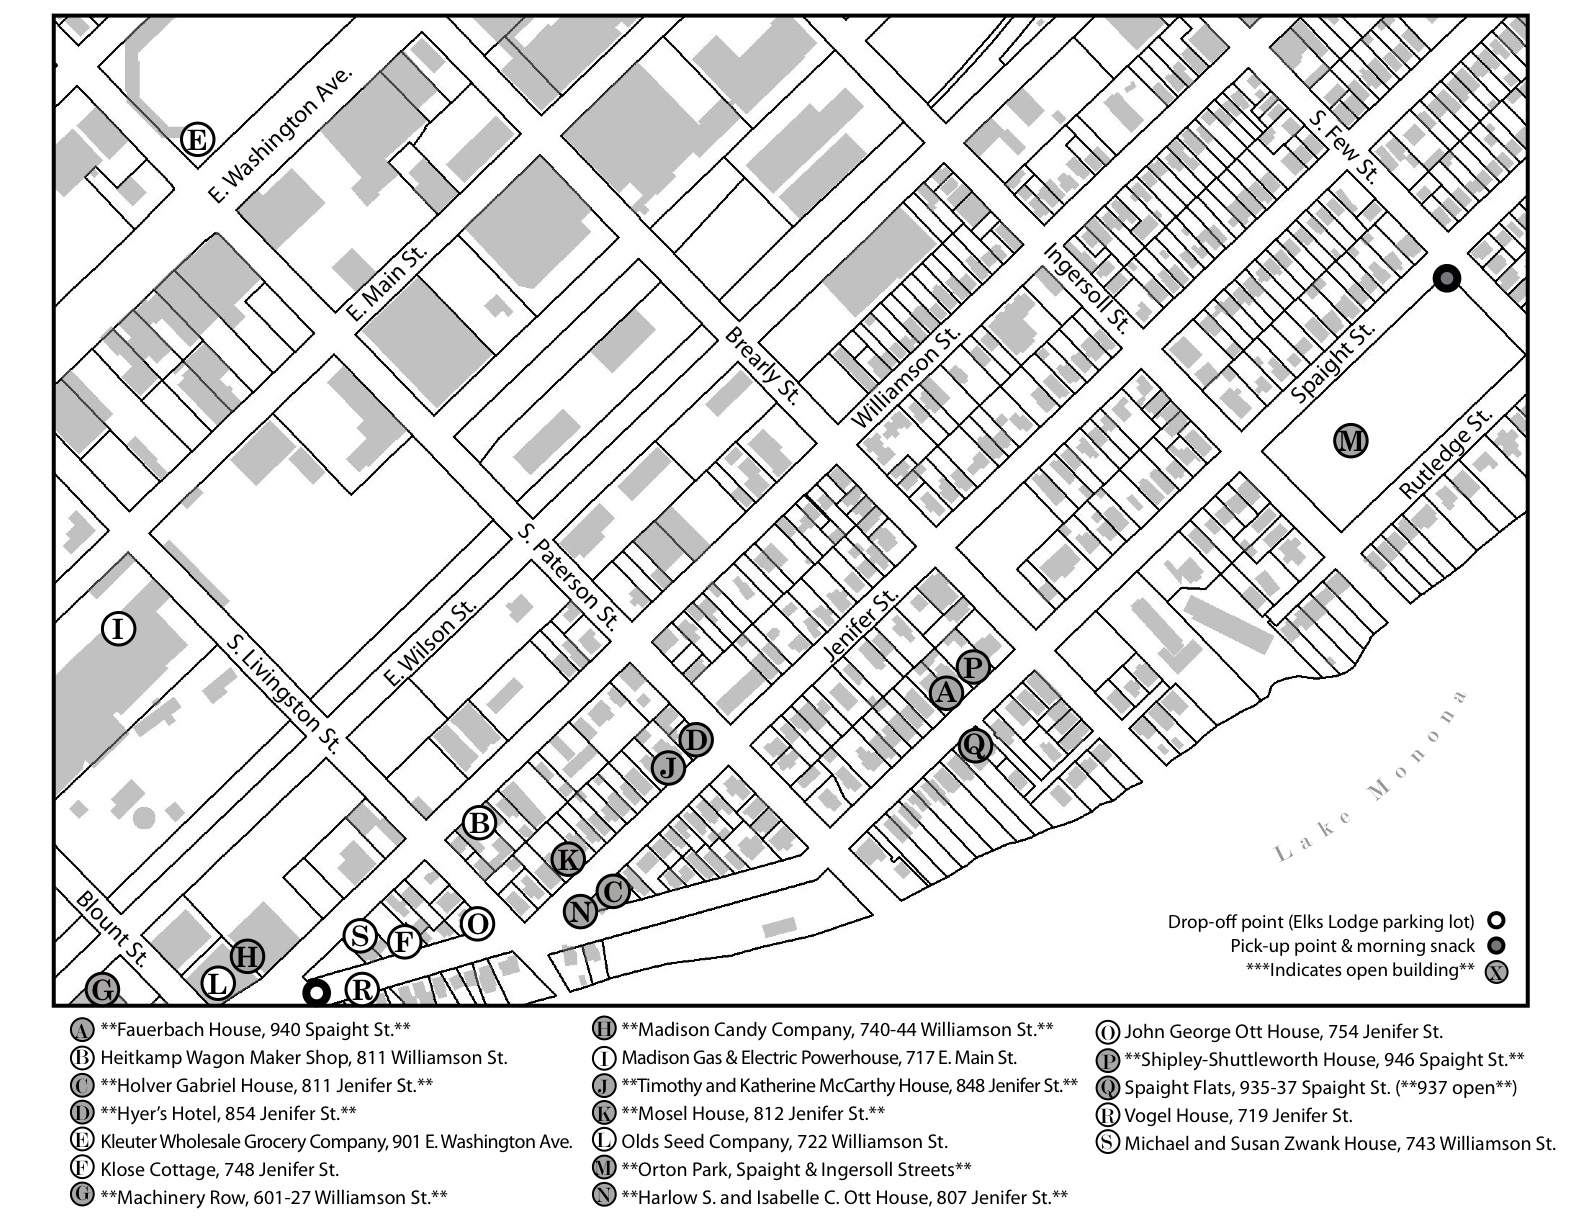 E
E. Washington Ave.
S. Few St.
E. Main St.
Ingersoll St.
Brearly St.
Williamson St.
Spaight St.
M
Rutledge St.
S. Paterson St.
I
E. Wilson St.
Jenifer St.
S. Livingston St.
P
A
D
Q
J
Lake Monona
B
K
C
N
O
S
F
H
L
R
G
Blount St.
Drop-off point (Elks Lodge parking lot)
Pick-up point & morning snack
***Indicates open building** X
A **Fauerbach House, 940 Spaight St.**
B Heitkamp Wagon Maker Shop, 811 Williamson St.
C **Holver Gabriel House, 811 Jenifer St.**
D **Hyer's Hotel, 854 Jenifer St.**
E Kleuter Wholesale Grocery Company, 901 E. Washington Ave.
F Klose Cottage, 748 Jenifer St.
G **Machinery Row, 601-27 Williamson St.**
H **Madison Candy Company, 740-44 Williamson St.**
I Madison Gas & Electric Powerhouse, 717 E. Main St.
J **Timothy and Katherine McCarthy House, 848 Jenifer St.**
K **Mosel House, 812 Jenifer St.**
L Olds Seed Company, 722 Williamson St.
M **Orton Park, Spaight & Ingersoll Streets**
N **Harlow S. and Isabelle C. Ott House, 807 Jenifer St.**
O John George Ott House, 754 Jenifer St.
P **Shipley-Shuttleworth House, 946 Spaight St.**
Q Spaight Flats, 935-37 Spaight St. (**937 open**)
R Vogel House, 719 Jenifer St.
S Michael and Susan Zwank House, 743 Williamson St.